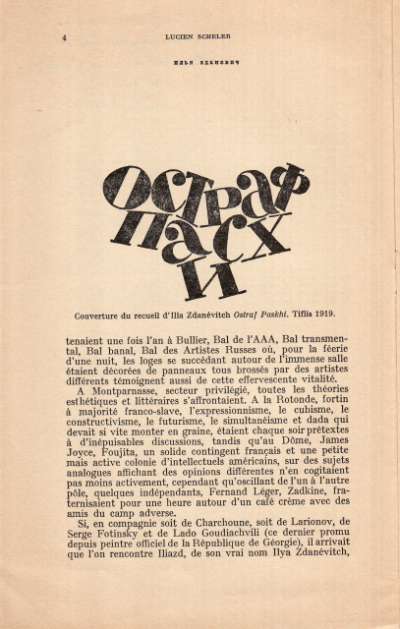 4
LUCIEN SCHELER
ОСТРАФ
ПАСХ
И
Couverture du recueil d'Ilia Zdanévitch Ostraf Paskhi. Tiflis 1919.
tenaient une fois l'an à Bullier, Bal de l'AAA, Bal transmen-
tal, Bal banal, Bal des Artistes Russes où, pour la féerie
d'une nuit, les loges se succédant autour de l'immense salle
étaient décorées de panneaux tous brossés par des artistes
différents témoignent aussi de cette effervescente vitalité.
A Montparnasse, secteur privilégié, toutes les théories
esthétiques et littéraires s'affrontaient. A la Rotonde, fortin
à majorité franco-slave, l'expressionnisme, le cubisme, le
constructivisme, le futurisme, le simultanéisme et dada qui
devait si vite monter en graine, étaient chaque soir prétextes
à d'inépuisables discussions, tandis qu'au Dôme, James
Joyce, Foujita, un solide contingent français et une petite
mais active colonie d'intellectuels américains, sur des sujets
analogues affichant des opinions différentes n'en cogitaient
pas moins activement, cependant qu'oscillant de l'un à l'autre
pôle, quelques indépendants, Fernand Léger, Zadkine, fra-
ternisaient pour une heure autour d'un café crème avec des
amis du camp adverse.
Si, en compagnie soit de Charchoune, soit de Larionov, de
Serge Fotinsky et de Lado Goudiachvili (ce dernier promu
depuis peintre officiel de la République de Géorgie), il arrivait
que l'on rencontre Iliazd, de son vrai nom Ilya Zdanévitch,